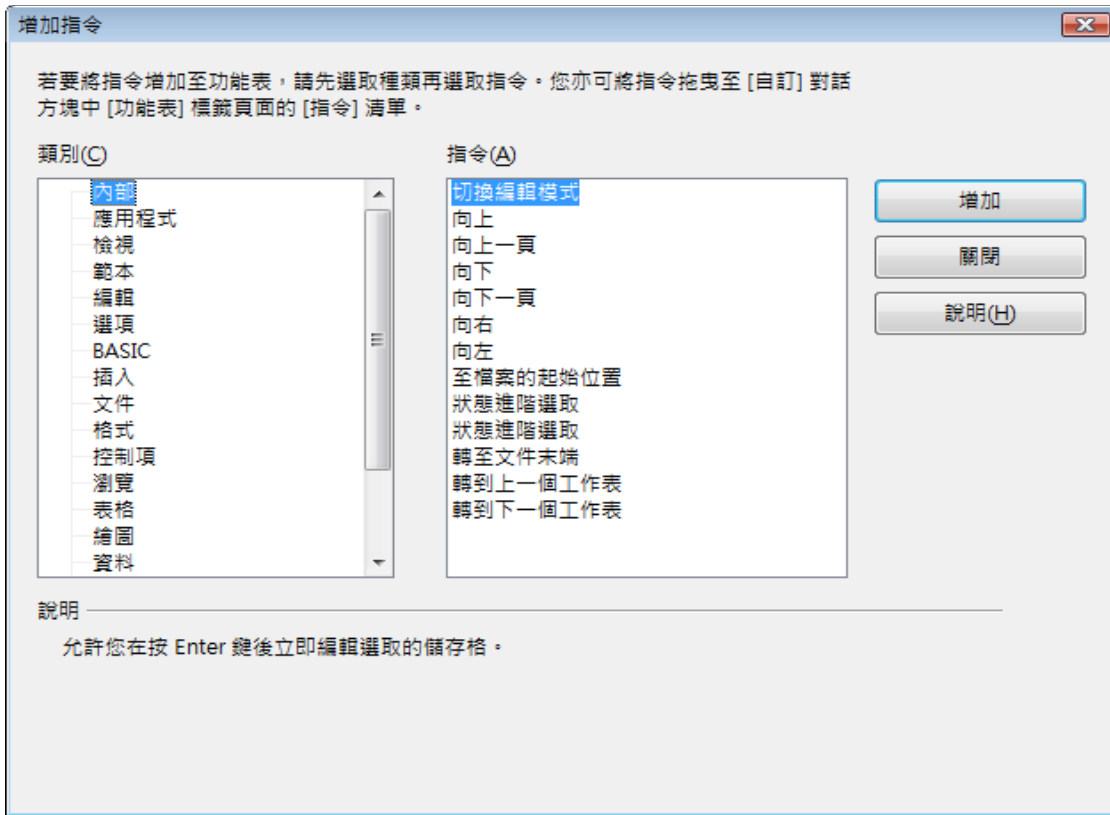 增加指令
若要將指令增加至功能表，請先選取種類再選取指令。您亦可將指令拖曳至 [自訂] 對話
方塊中 [功能表] 標籤頁面的 [指令] 清單。
類別(C)
內部
應用程式
檢視
範本
編輯
選項
BASIC
插入
文件
格式
控制項
瀏覽
表格
繪圖
資料
指令(A)
切換編輯模式
向上
向上一頁
向下
向下一頁
向右
向左
至檔案的起始位置
狀態進階選取
狀態進階選取
轉至文件末端
轉到上一個工作表
轉到下一個工作表
增加
關閉
說明(H)
說明
允許您在按 Enter 鍵後立即編輯選取的儲存格。